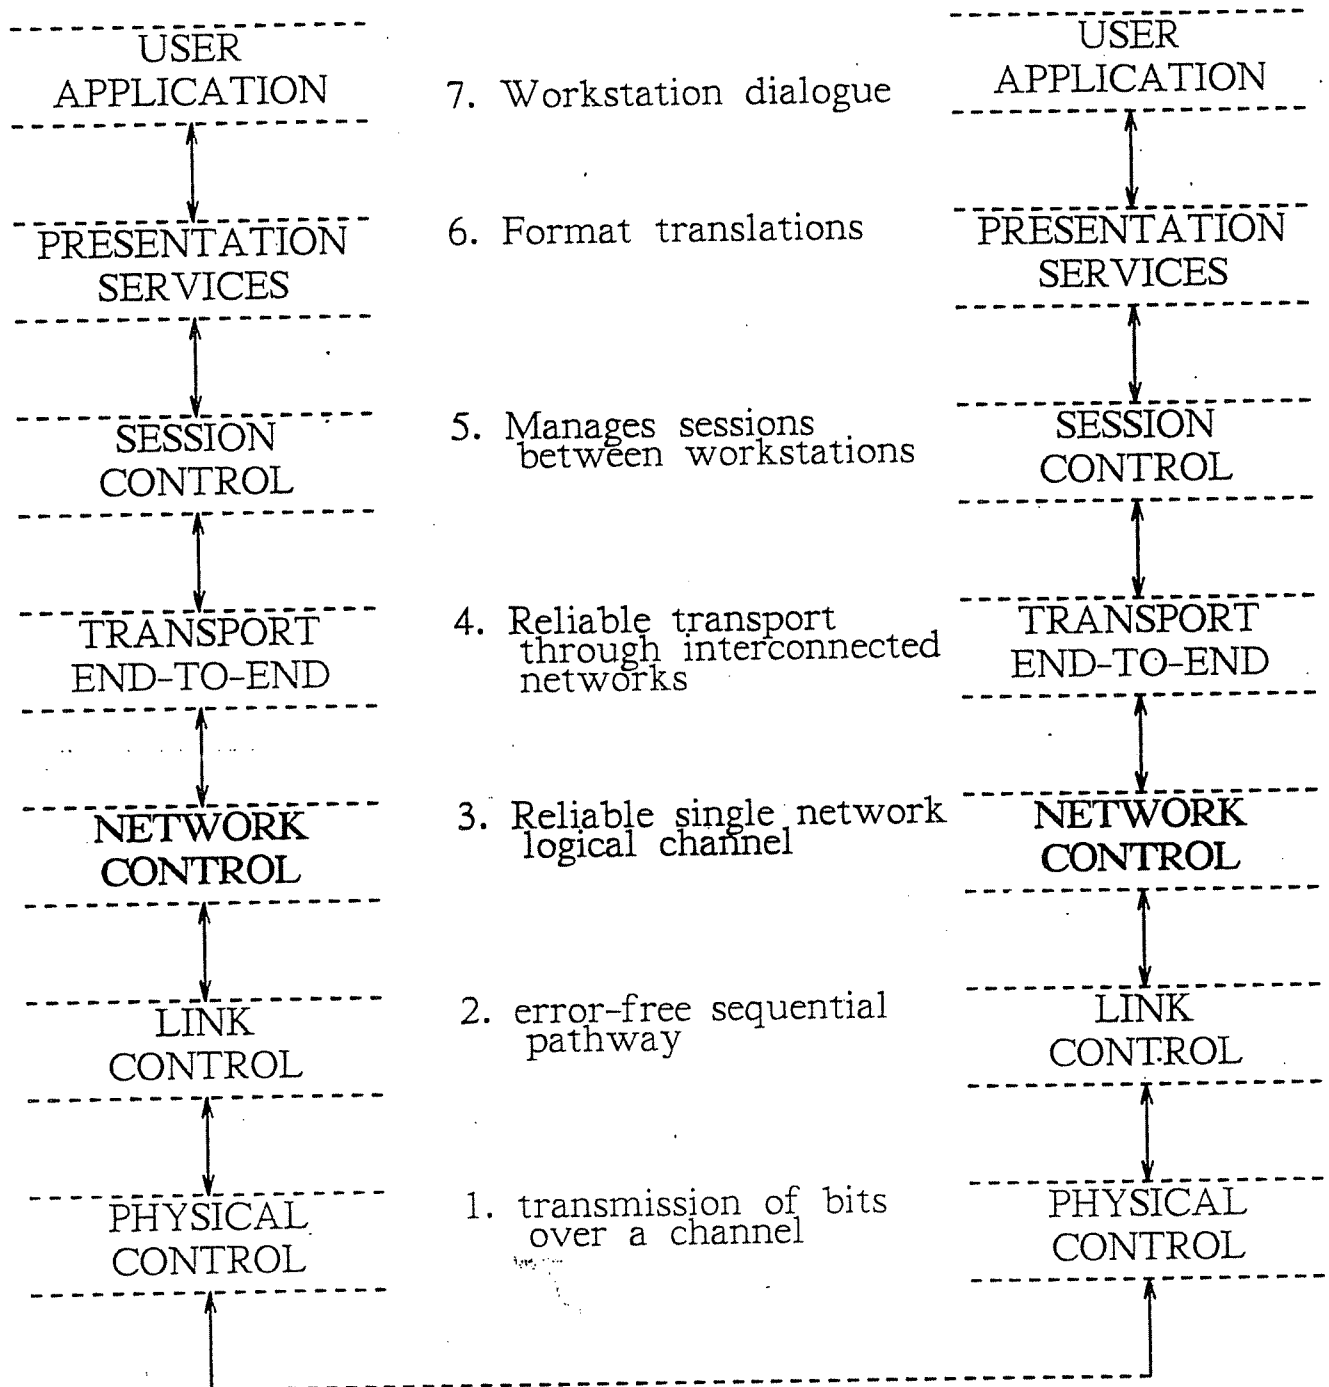 USER
APPLICATION
7. Workstation dialogue
USER
APPLICATION
PRESENTATION
SERVICES
6. Format translations
PRESENTATION
SERVICES
SESSION
CONTROL
5. Manages sessions
between workstations
SESSION
CONTROL
TRANSPORT
END-TO-END
4. Reliable transport
through interconnected
networks
TRANSPORT
END-TO-END
NETWORK
CONTROL
3. Reliable single network
logical channel
NETWORK
CONTROL
LINK
CONTROL
2. error-free sequential
pathway
LINK
CONTROL
PHYSICAL
CONTROL
1. transmission of bits
over a channel
PHYSICAL
CONTROL